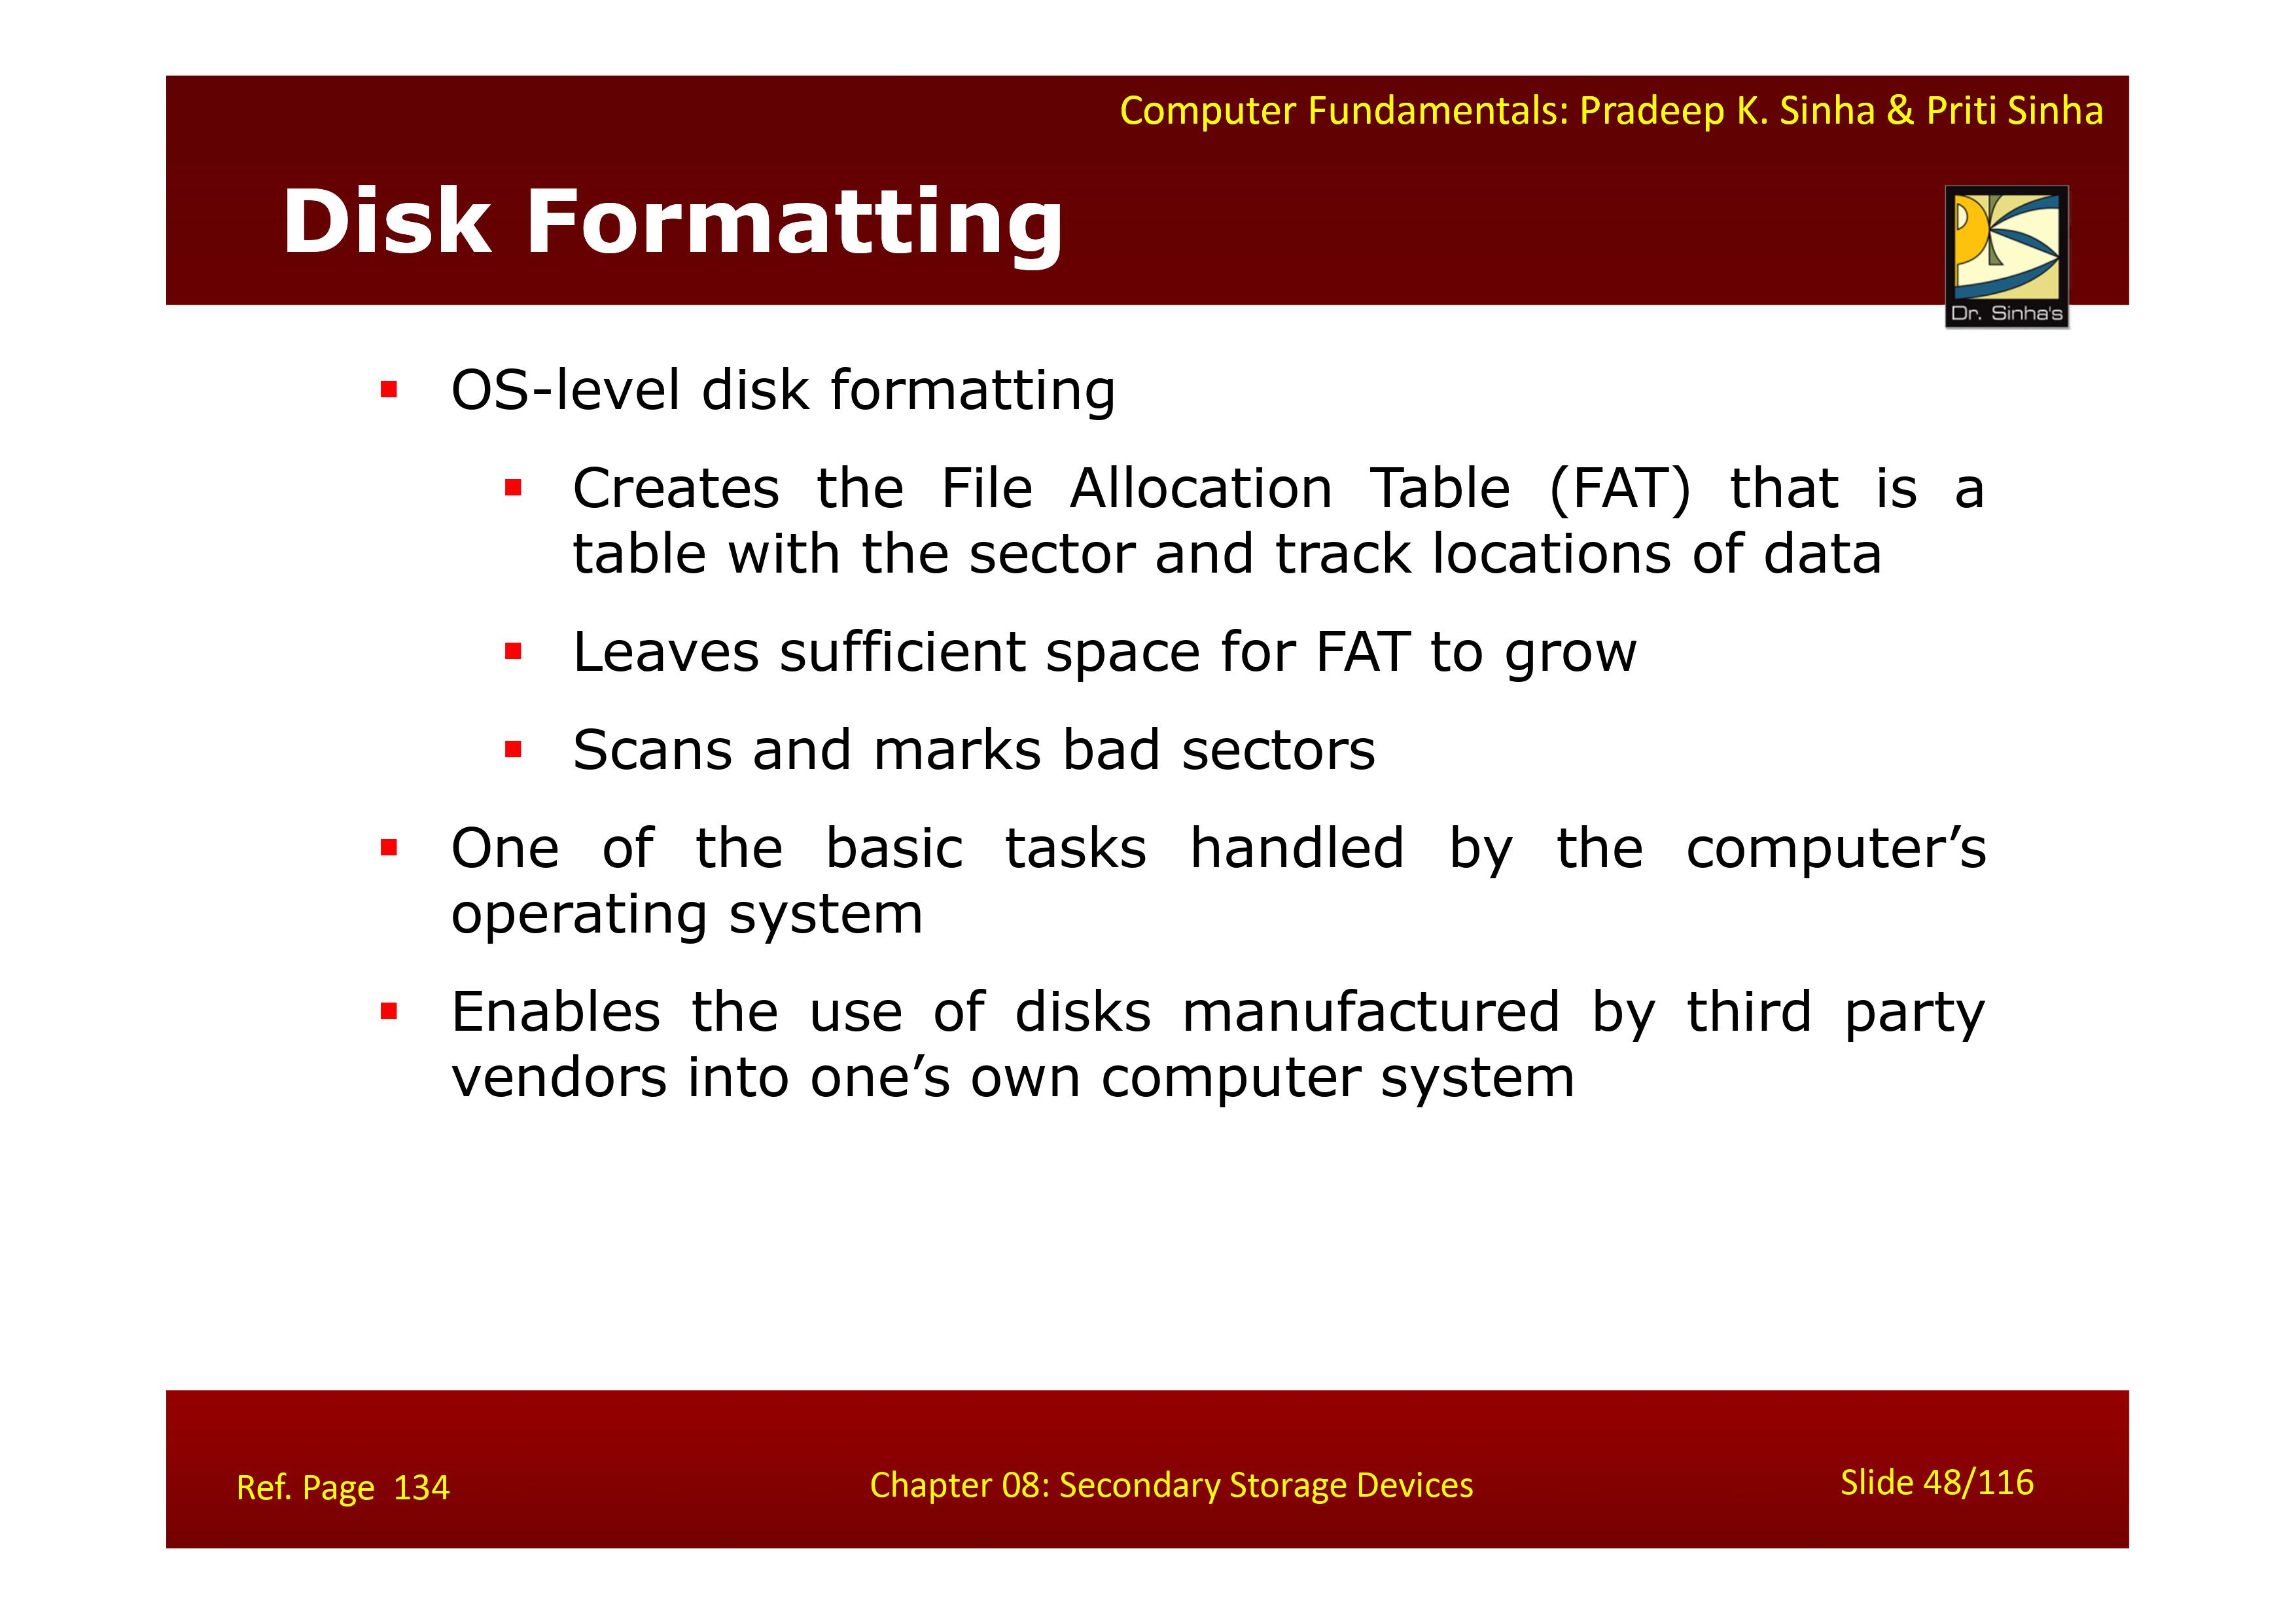 Computer Fundamentals: Pradeep K. Sinha & Priti Sinha
Disk Formatting
Dr. Sinha's
▪ OS-level disk formatting
▪ Creates the File Allocation Table (FAT) that is a
table with the sector and track locations of data
▪ Leaves sufficient space for FAT to grow
▪ Scans and marks bad sectors
▪ One of the basic tasks handled by the computer’s
operating system
▪ Enables the use of disks manufactured by third party
vendors into one’s own computer system
Ref. Page 134
Chapter 08: Secondary Storage Devices
Slide 48/116